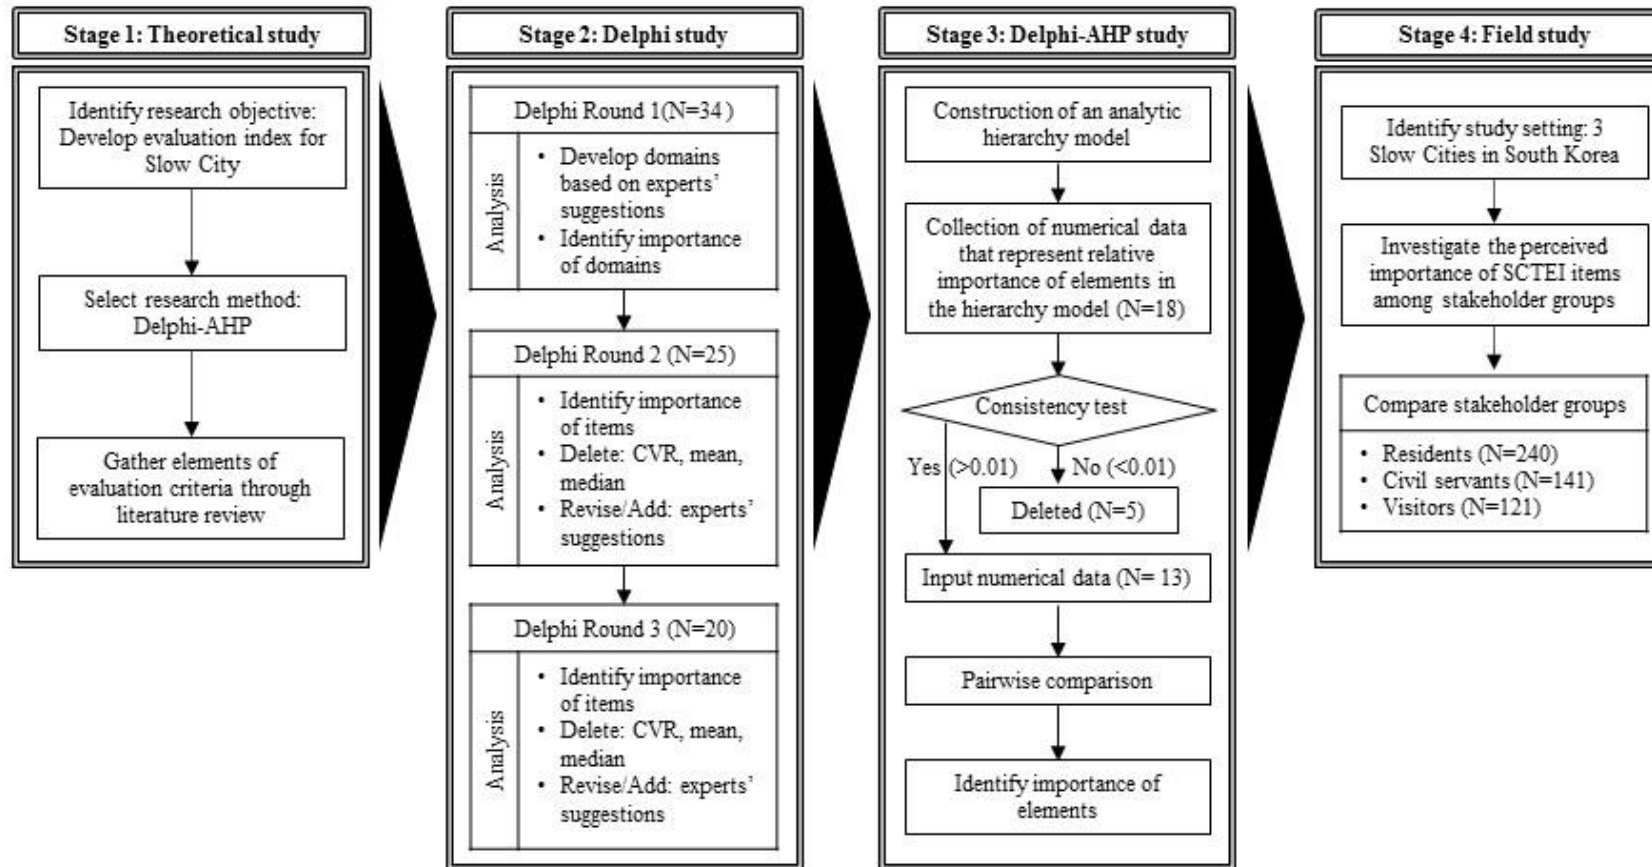 Stage 1: Theoretical study
Identify research objective:
Develop evaluation index for
Slow City
Select research method:
Delphi-AHP
Gather elements of
evaluation criteria through
literature review
Stage 2: Delphi study
Delphi Round 1(N=34 )
Analysis
• Develop domains
based on experts’
suggestions
• Identify importance
of domains
Delphi Round 2 (N=25)
Analysis
• Identify importance
of items
• Delete: CVR, mean,
median
• Revise/Add: experts’
suggestions
Delphi Round 3 (N=20)
Analysis
• Identify importance
of items
• Delete: CVR, mean,
median
• Revise/Add: experts’
suggestions
Stage 3: Delphi-AHP study
Construction of an analytic
hierarchy model
Collection of numerical data
that represent relative
importance of elements in
the hierarchy model (N=18)
Consistency test
Yes (>0.01)
No (<0.01)
Deleted (N=5)
Input numerical data (N= 13)
Pairwise comparison
Identify importance of
elements
Stage 4: Field study
Identify study setting: 3
Slow Cities in South Korea
Investigate the perceived
importance of SCTEI items
among stakeholder groups
Compare stakeholder groups
• Residents (N=240)
• Civil servants (N=141)
• Visitors (N=121)